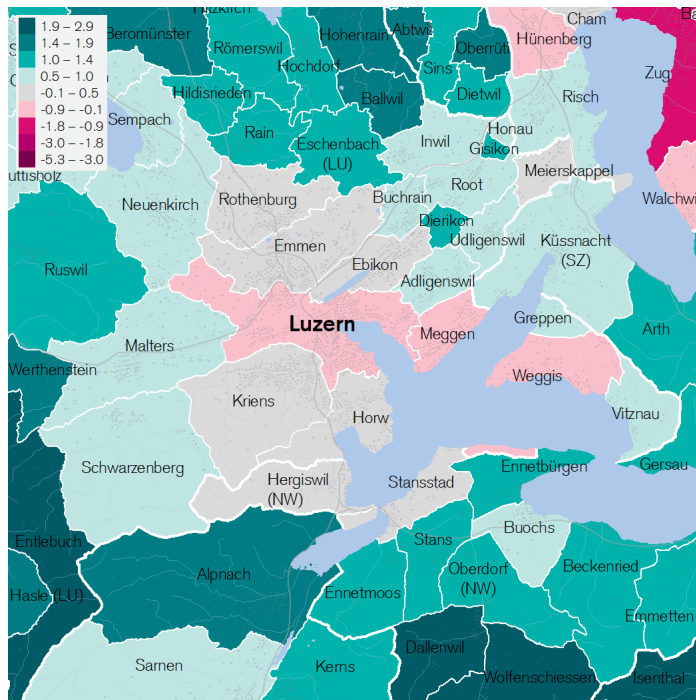 1.9 – 2.9
1.4 – 1.9
1.0 – 1.4
0.5 – 1.0
-0.1 – 0.5
-0.9 – -0.1
-1.8 – -0.9
-3.0 – -1.8
-5.3 – -3.0
Beromünster
Römerswil
Hohenrain
Abtwil
Cham
Hünenberg
Oberrüti
Hochdorf
Sins
Zug
Hildisrieden
Ballwil
Dietwil
Risch
Sempach
Rain
Eschenbach
(LU)
Inwil
Honau
Gisikon
Meierskappel
Root
uttisholz
Neuenkirch
Rothenburg
Buchrain
Walchwi
Dierikon
Udligenswil
Küssnacht
(SZ)
Emmen
Ebikon
Adligenswil
Ruswil
Luzern
Meggen
Greppen
Arth
Malters
Werthenstein
Weggis
Kriens
Horw
Vitznau
Schwarzenberg
Hergiswil
(NW)
Stansstad
Ennetbürgen
Gersau
Entlebuch
Stans
Buochs
Alpnach
Oberdorf
(NW)
Beckenried
Hasle (LU)
Ennetmoos
Emmetten
Dallenwil
Sarnen
Kerns
Wolfenschiessen
Isenthal